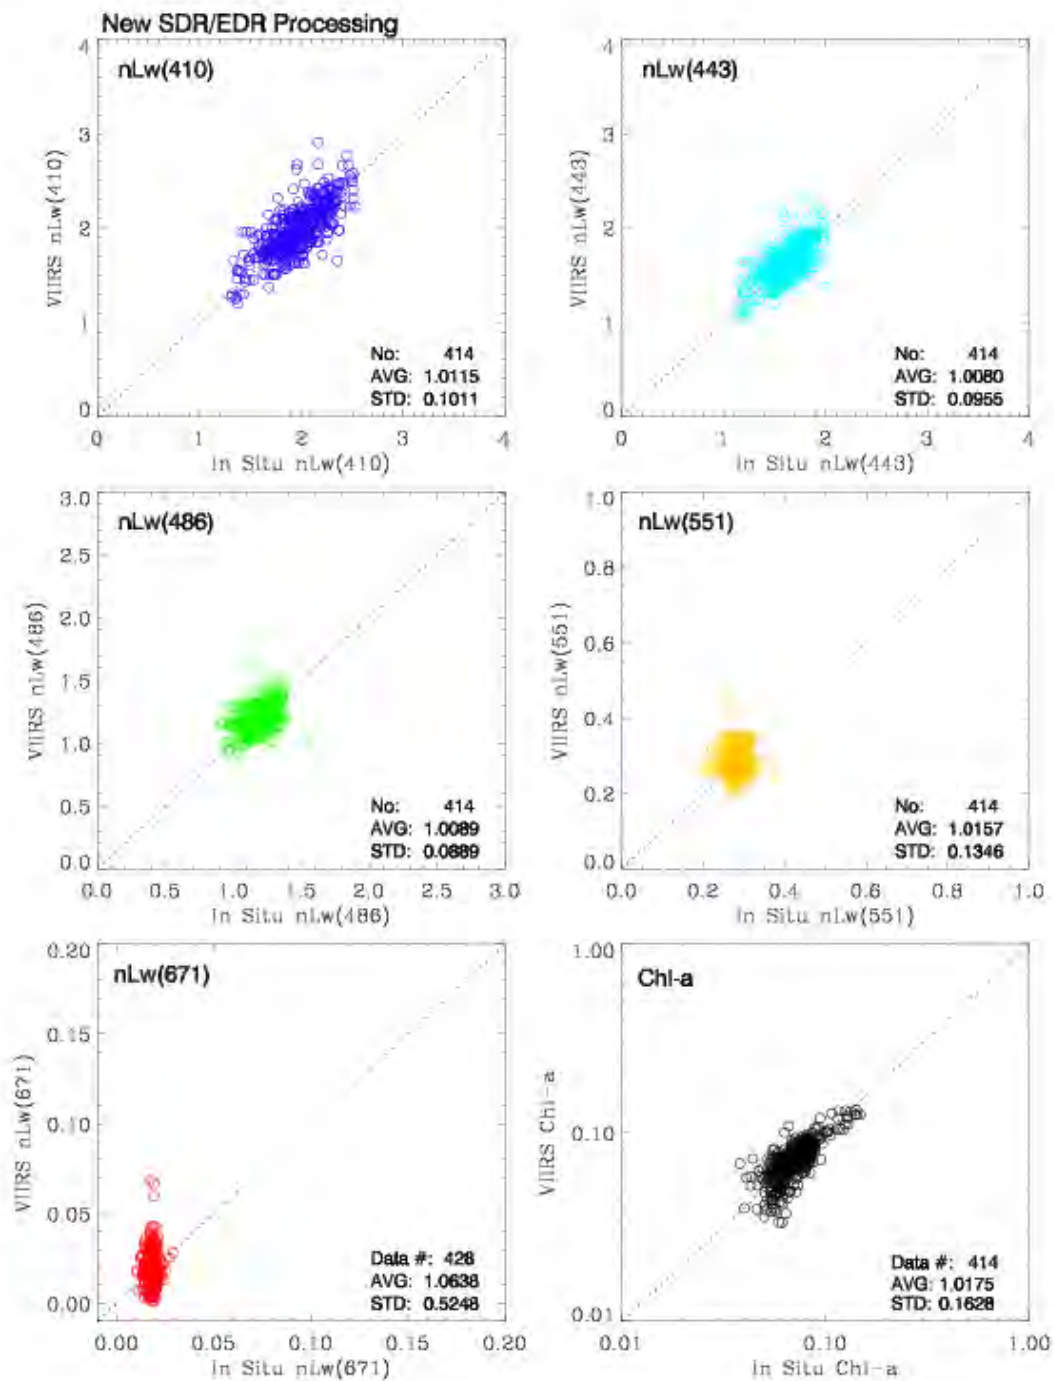 New SDR/EDR Processing
4
nLw(410)
3
VIIRS nLw(410)
2
1
No: 414
AVG: 1.0115
STD: 0.1011
0
0 1 2 3 4
In Situ nLw(410)
4
nLw(443)
3
VIIRS nLw(443)
2
1
No: 414
AVG: 1.0080
STD: 0.0955
0
0 1 2 3 4
In Situ nLw(443)
3.0
nLw(486)
2.5
2.0
VIIRS nLw(486)
1.5
1.0
0.5
No: 414
AVG: 1.0089
STD: 0.0889
0.0
0.0 0.5 1.0 1.5 2.0 2.5 3.0
In Situ nLw(486)
1.0
nLw(551)
0.8
VIIRS nLw(551)
0.6
0.4
0.2
No: 414
AVG: 1.0157
STD: 0.1346
0.0
0.0 0.2 0.4 0.6 0.8 1.0
In Situ nLw(551)
0.20
nLw(671)
0.15
VIIRS nLw(671)
0.10
0.05
Data #: 428
AVG: 1.0638
STD: 0.5248
0.00
0.00 0.05 0.10 0.15 0.20
In Situ nLw(671)
1.00
Chl-a
VIIRS Chl-a
0.10
Data #: 414
AVG: 1.0175
STD: 0.1628
0.01
0.01 0.10 1.00
In Situ Chl-a